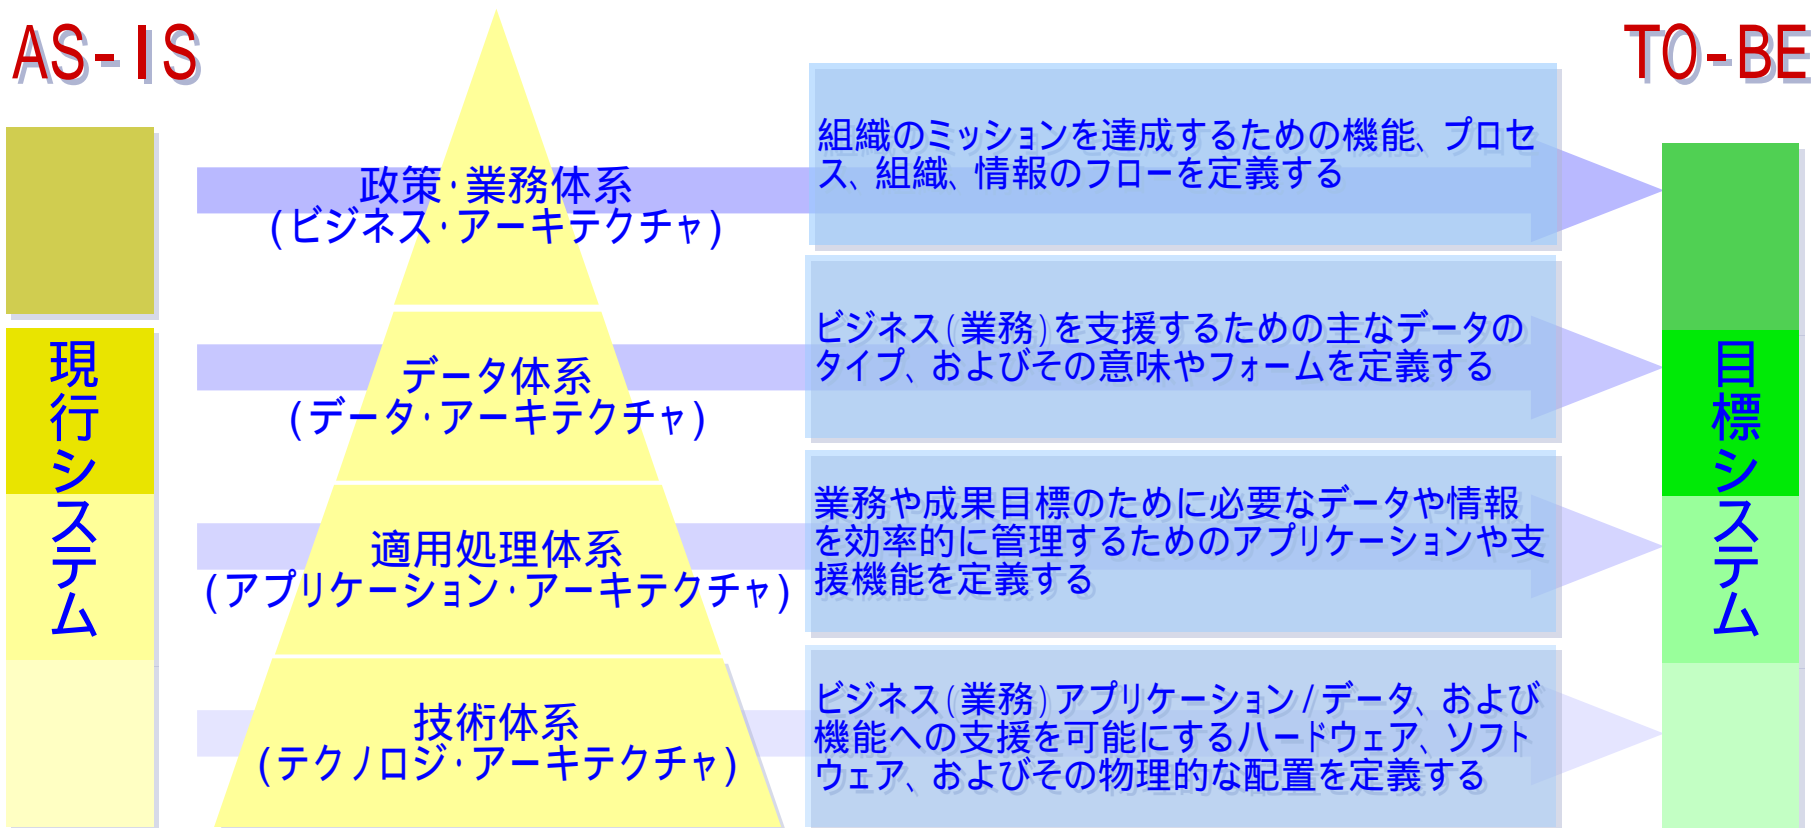 AS-IS
TO-BE
現行システム
政策・業務体系
(ビジネス・アーキテクチャ)
組織のミッションを達成するための機能、プロセ
ス、組織、情報のフローを定義する
データ体系
(データ・アーキテクチャ)
ビジネス(業務)を支援するための主なデータの
タイプ、およびその意味やフォームを定義する
適用処理体系
(アプリケーション・アーキテクチャ)
業務や成果目標のために必要なデータや情報
を効率的に管理するためのアプリケーションや支
援機能を定義する
技術体系
(テクノロジ・アーキテクチャ)
ビジネス(業務)アプリケーション/データ、および
機能への支援を可能にするハードウェア、ソフト
ウェア、およびその物理的な配置を定義する
目標システム